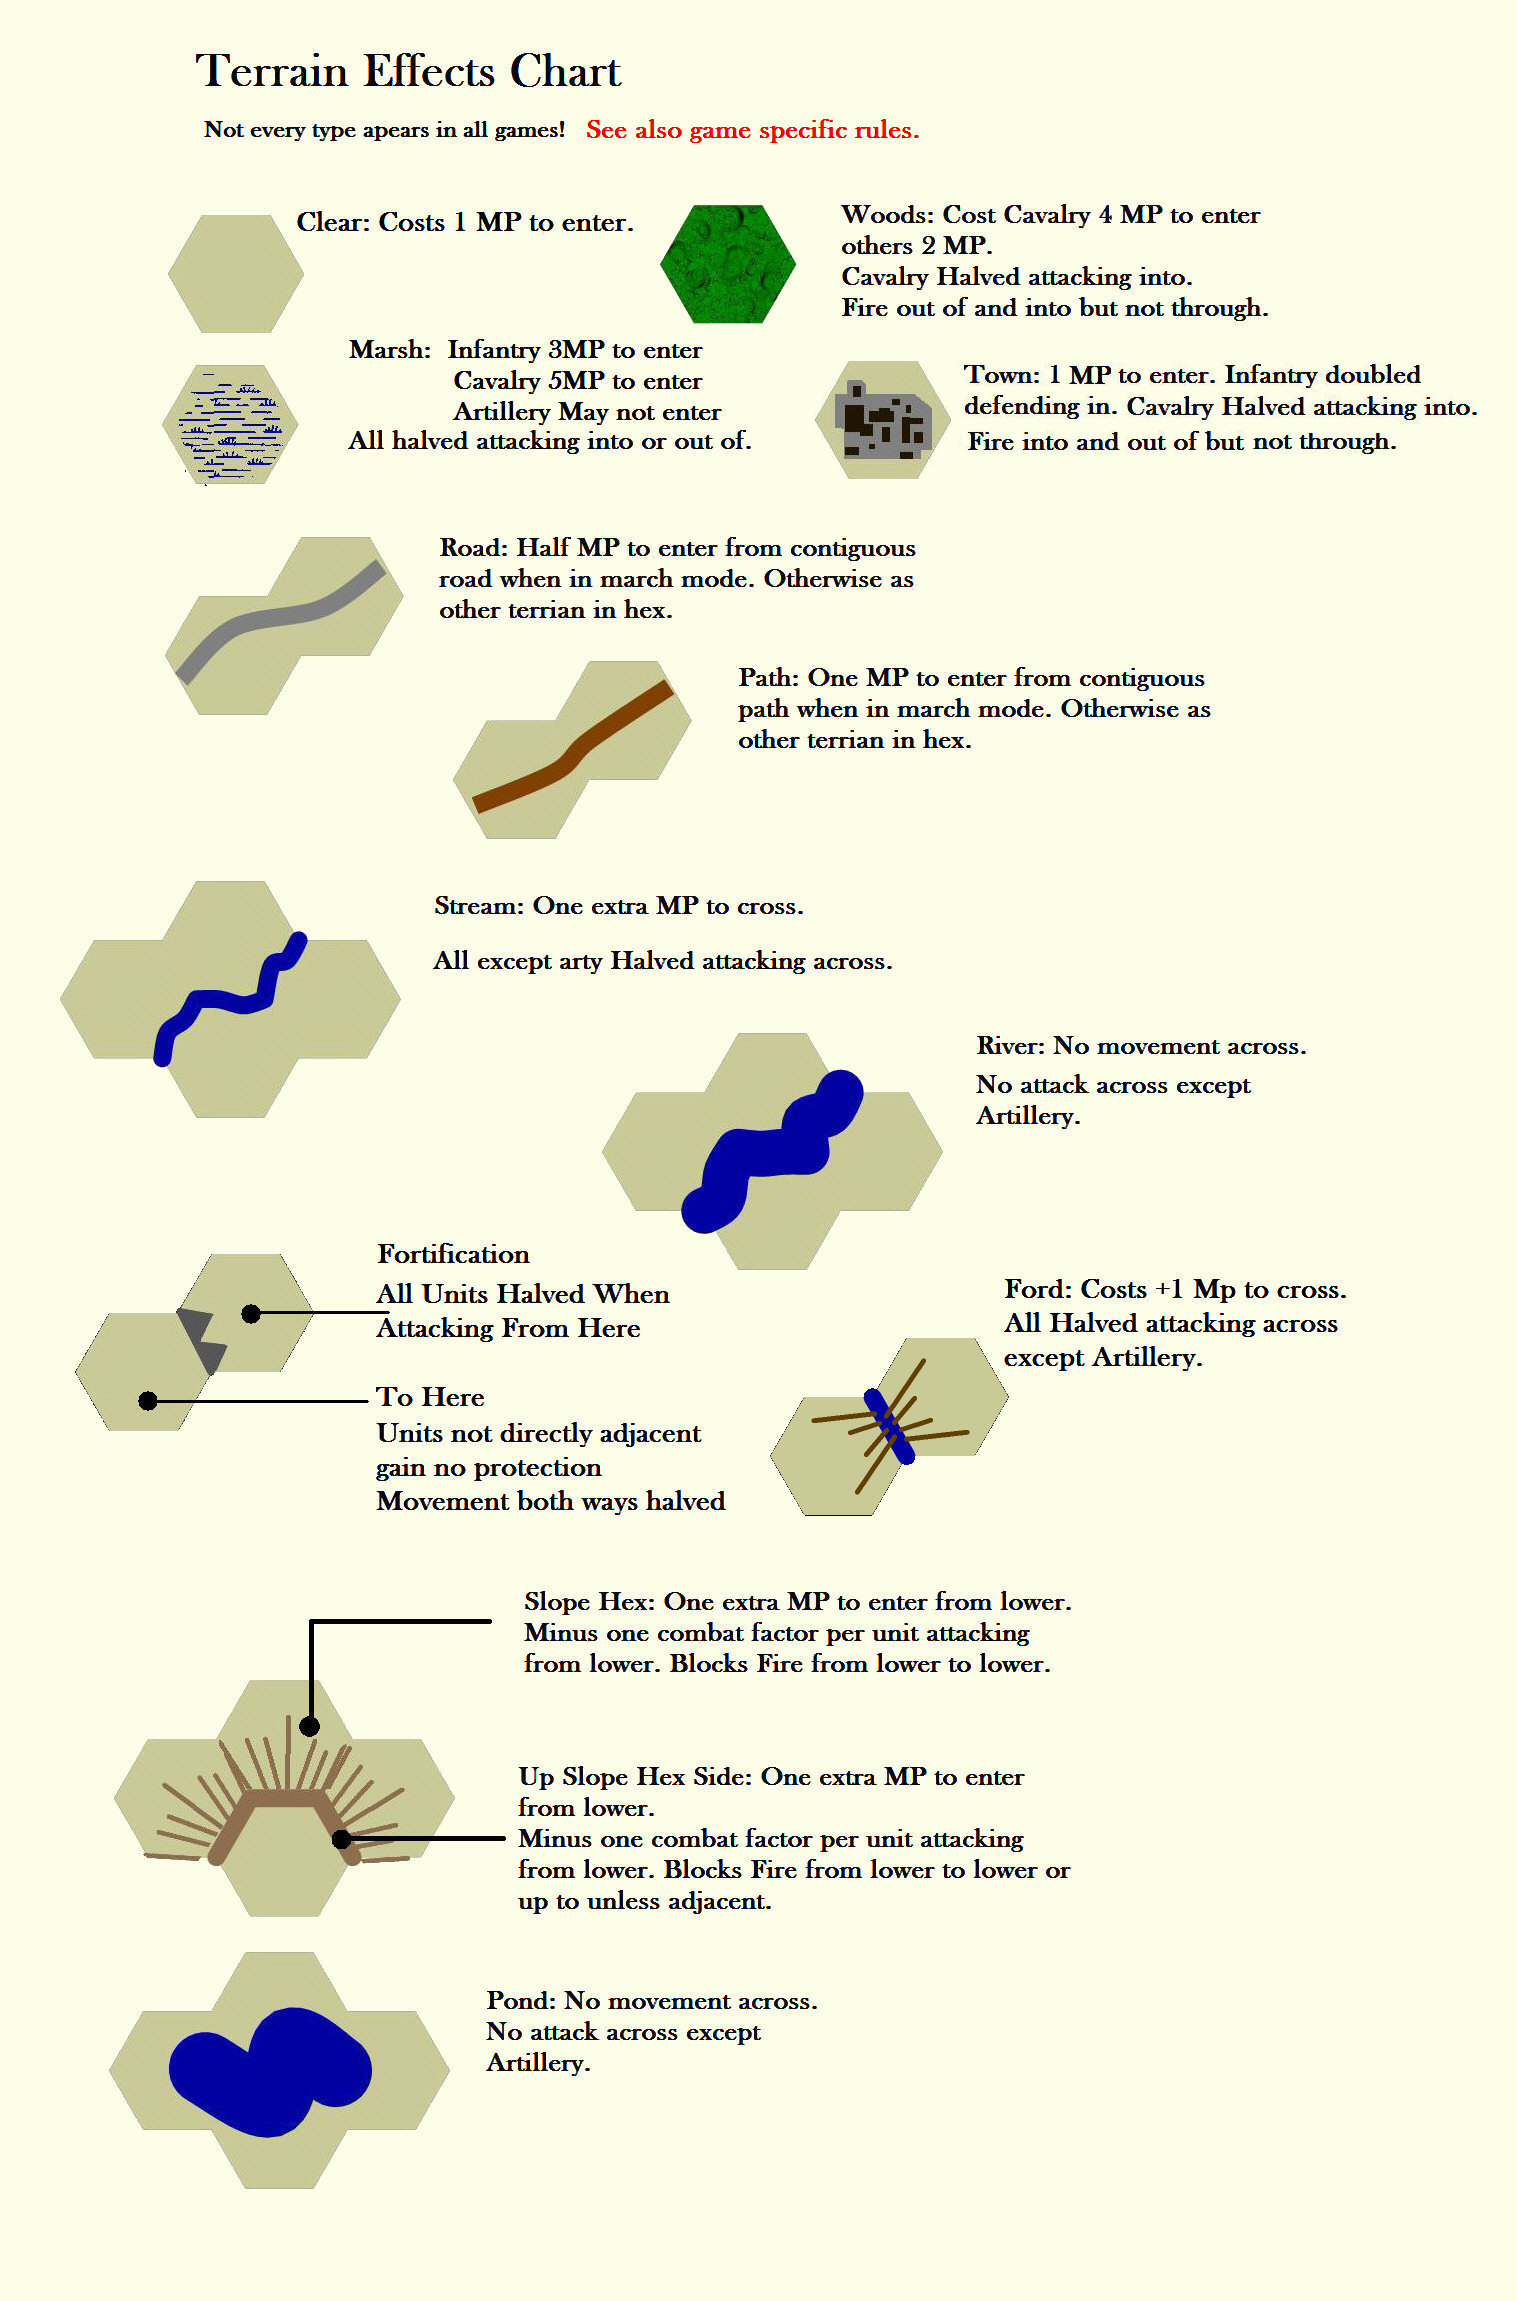 Terrain Effects Chart
Not every type apears in all games! See also game specific rules.
Clear: Costs 1 MP to enter.
Woods: Cost Cavalry 4 MP to enter
others 2 MP.
Cavalry Halved attacking into.
Fire out of and into but not through.
Marsh: Infantry 3MP to enter
Cavalry 5MP to enter
Artillery May not enter
All halved attacking into or out of.
Town: 1 MP to enter. Infantry doubled
defending in. Cavalry Halved attacking into.
Fire into and out of but not through.
Road: Half MP to enter from contiguous
road when in march mode. Otherwise as
other terrian in hex.
Path: One MP to enter from contiguous
path when in march mode. Otherwise as
other terrian in hex.
Stream: One extra MP to cross.
All except arty Halved attacking across.
River: No movement across.
No attack across except
Artillery.
Fortification
All Units Halved When
Attacking From Here
To Here
Units not directly adjacent
gain no protection
Movement both ways halved
Ford: Costs +1 Mp to cross.
All Halved attacking across
except Artillery.
Slope Hex: One extra MP to enter from lower.
Minus one combat factor per unit attacking
from lower. Blocks Fire from lower to lower.
Up Slope Hex Side: One extra MP to enter
from lower.
Minus one combat factor per unit attacking
from lower. Blocks Fire from lower to lower or
up to unless adjacent.
Pond: No movement across.
No attack across except
Artillery.